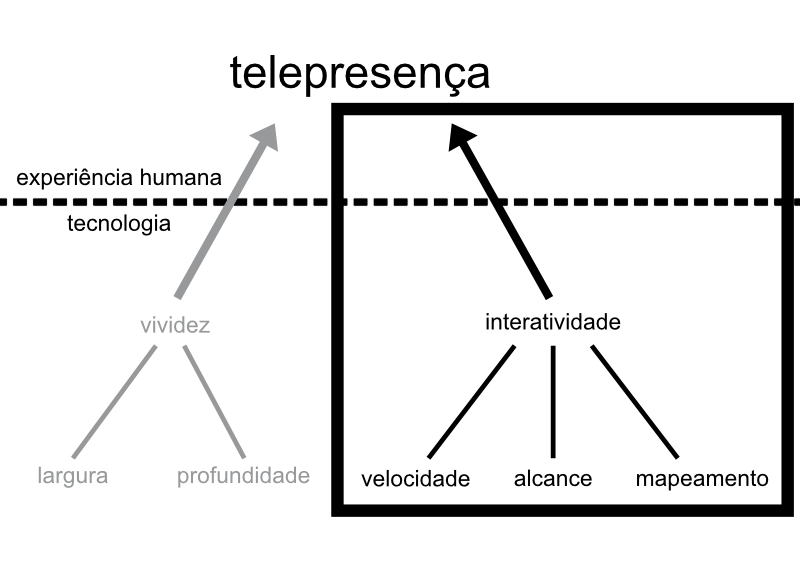 telepresença
experiência humana
tecnologia
vividez
interatividade
largura
profundidade
velocidade
alcance
mapeamento